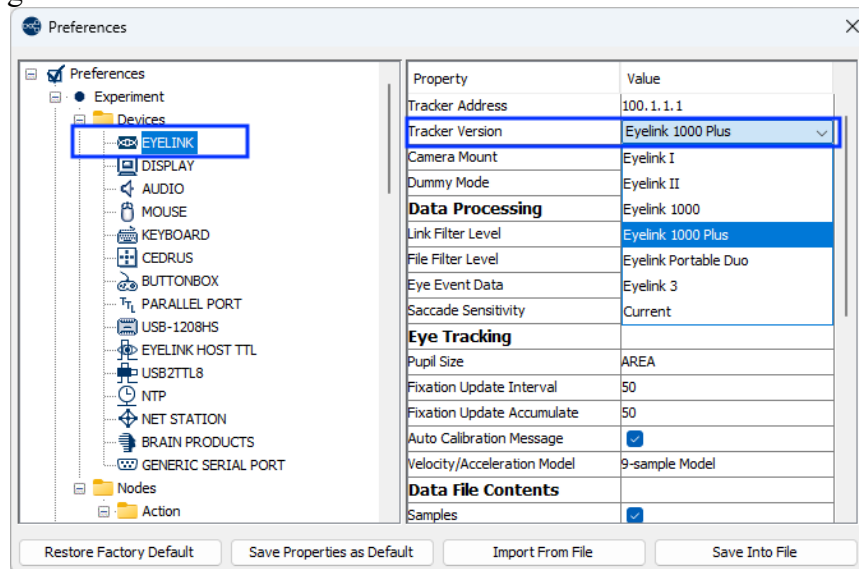 Preferences
Preferences
Experiment
Devices
EYELINK
DISPLAY
AUDIO
MOUSE
KEYBOARD
CEDRUS
BUTTONBOX
PARALLEL PORT
USB-1208HS
EYELINK HOST TTL
USB2TTL8
NTP
NET STATION
BRAIN PRODUCTS
GENERIC SERIAL PORT
Nodes
Action
Property Value
Tracker Address 100.1.1.1
Tracker Version Eyelink 1000 Plus
Camera Mount Eyelink I
Dummy Mode Eyelink II
Data Processing Eyelink 1000
Link Filter Level Eyelink 1000 Plus
File Filter Level Eyelink Portable Duo
Eye Event Data Eyelink 3
Saccade Sensitivity Current
Eye Tracking
Pupil Size AREA
Fixation Update Interval 50
Fixation Update Accumulate 50
Auto Calibration Message
Velocity/Acceleration Model 9-sample Model
Data File Contents
Samples
Restore Factory Default Save Properties as Default Import From File Save Into File